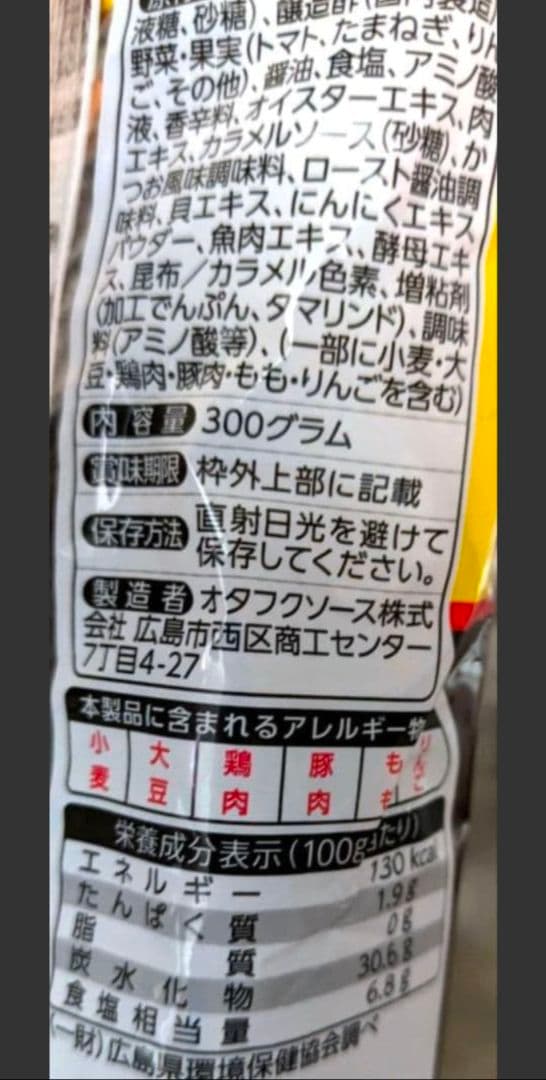 液糖、砂糖)、醸造酢
野菜・果実(トマト、たまねぎ、りん
ご、その他)、醤油、食塩、アミノ酸
液、香辛料、オイスターエキス、肉
エキス、カラメルソース(砂糖)、か
つお風味調味料、ロースト醤油調
味料、貝エキス、にんにくエキス
パウダー、魚肉エキス、酵母エキ
ス、昆布/カラメル色素、増粘剤
(加工でんぷん、タマリンド)、調味
料(アミノ酸等)、(一部に小麦・大
豆・鶏肉・豚肉・もも・りんごを含む)
内容量 300グラム
賞味期限 枠外上部に記載
保存方法 直射日光を避けて
保存してください。
製造者 オタフクソース株式
会社 広島市西区商工センター
7丁目4-27
本製品に含まれるアレルギー物
小麦 大豆 鶏肉 豚肉 もも りんご
栄養成分表示(100g当たり)
エネルギー 130 kcal
たんぱく質 1.9g
脂質 0g
炭水化物 30.6g
食塩相当量 6.8g
(一財)広島県環境保健協会調べ